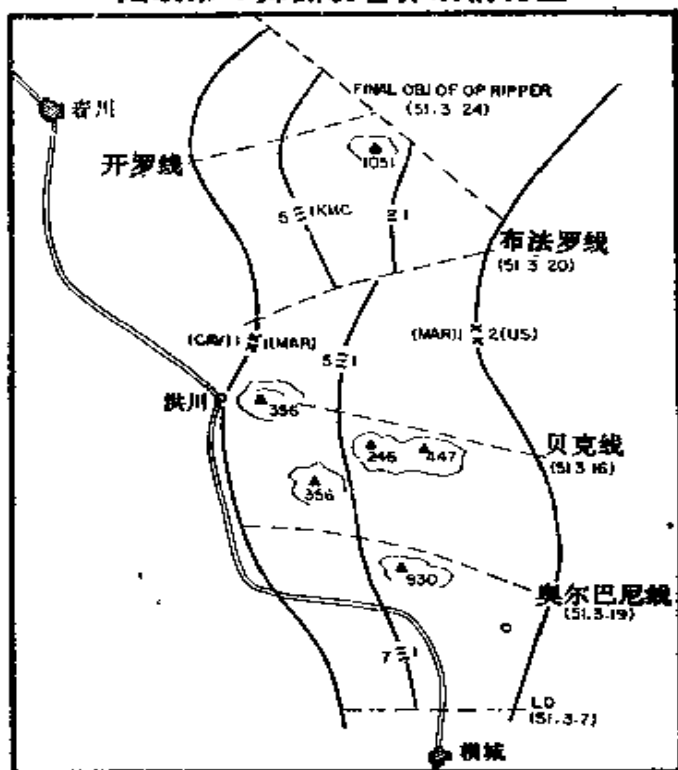 春川
FINAL OBJ OF OP RIPPER
(51. 3 24)
开罗线
1051
5 1KMC
1
布法罗线
(51. 3 20)
(CAV)1 1(MAR)
(MAR)1 2(US)
5 1
洪川
356
贝克线
(51.3.16)
246
447
356
930
奥尔巴尼线
(51.3.19)
7 1
LD
(51.3.7)
横城